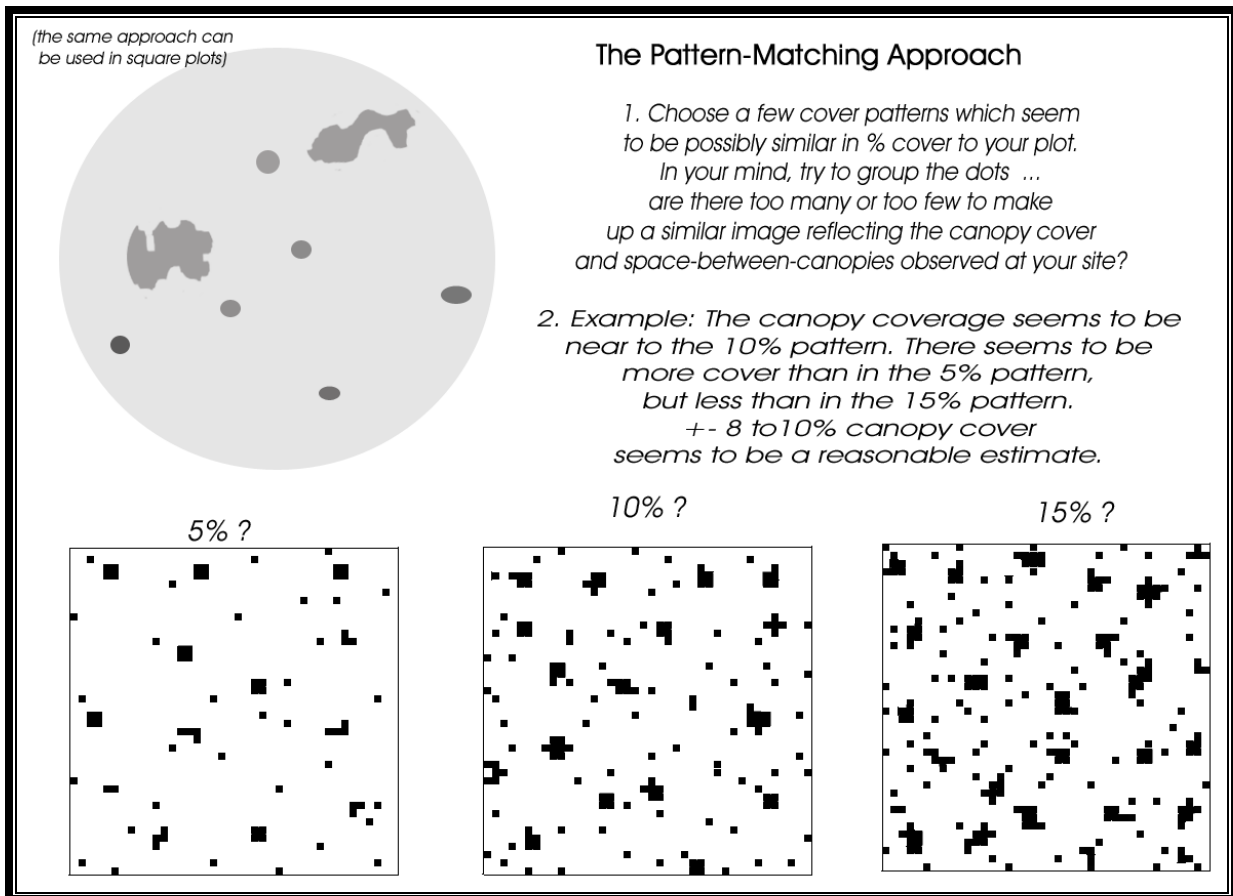 (the same approach can
be used in square plots)
The Pattern-Matching Approach
1. Choose a few cover patterns which seem
to be possibly similar in % cover to your plot.
In your mind, try to group the dots ...
are there too many or too few to make
up a similar image reflecting the canopy cover
and space-between-canopies observed at your site?
2. Example: The canopy coverage seems to be
near to the 10% pattern. There seems to be
more cover than in the 5% pattern,
but less than in the 15% pattern.
+- 8 to10% canopy cover
seems to be a reasonable estimate.
5% ?
10% ?
15% ?